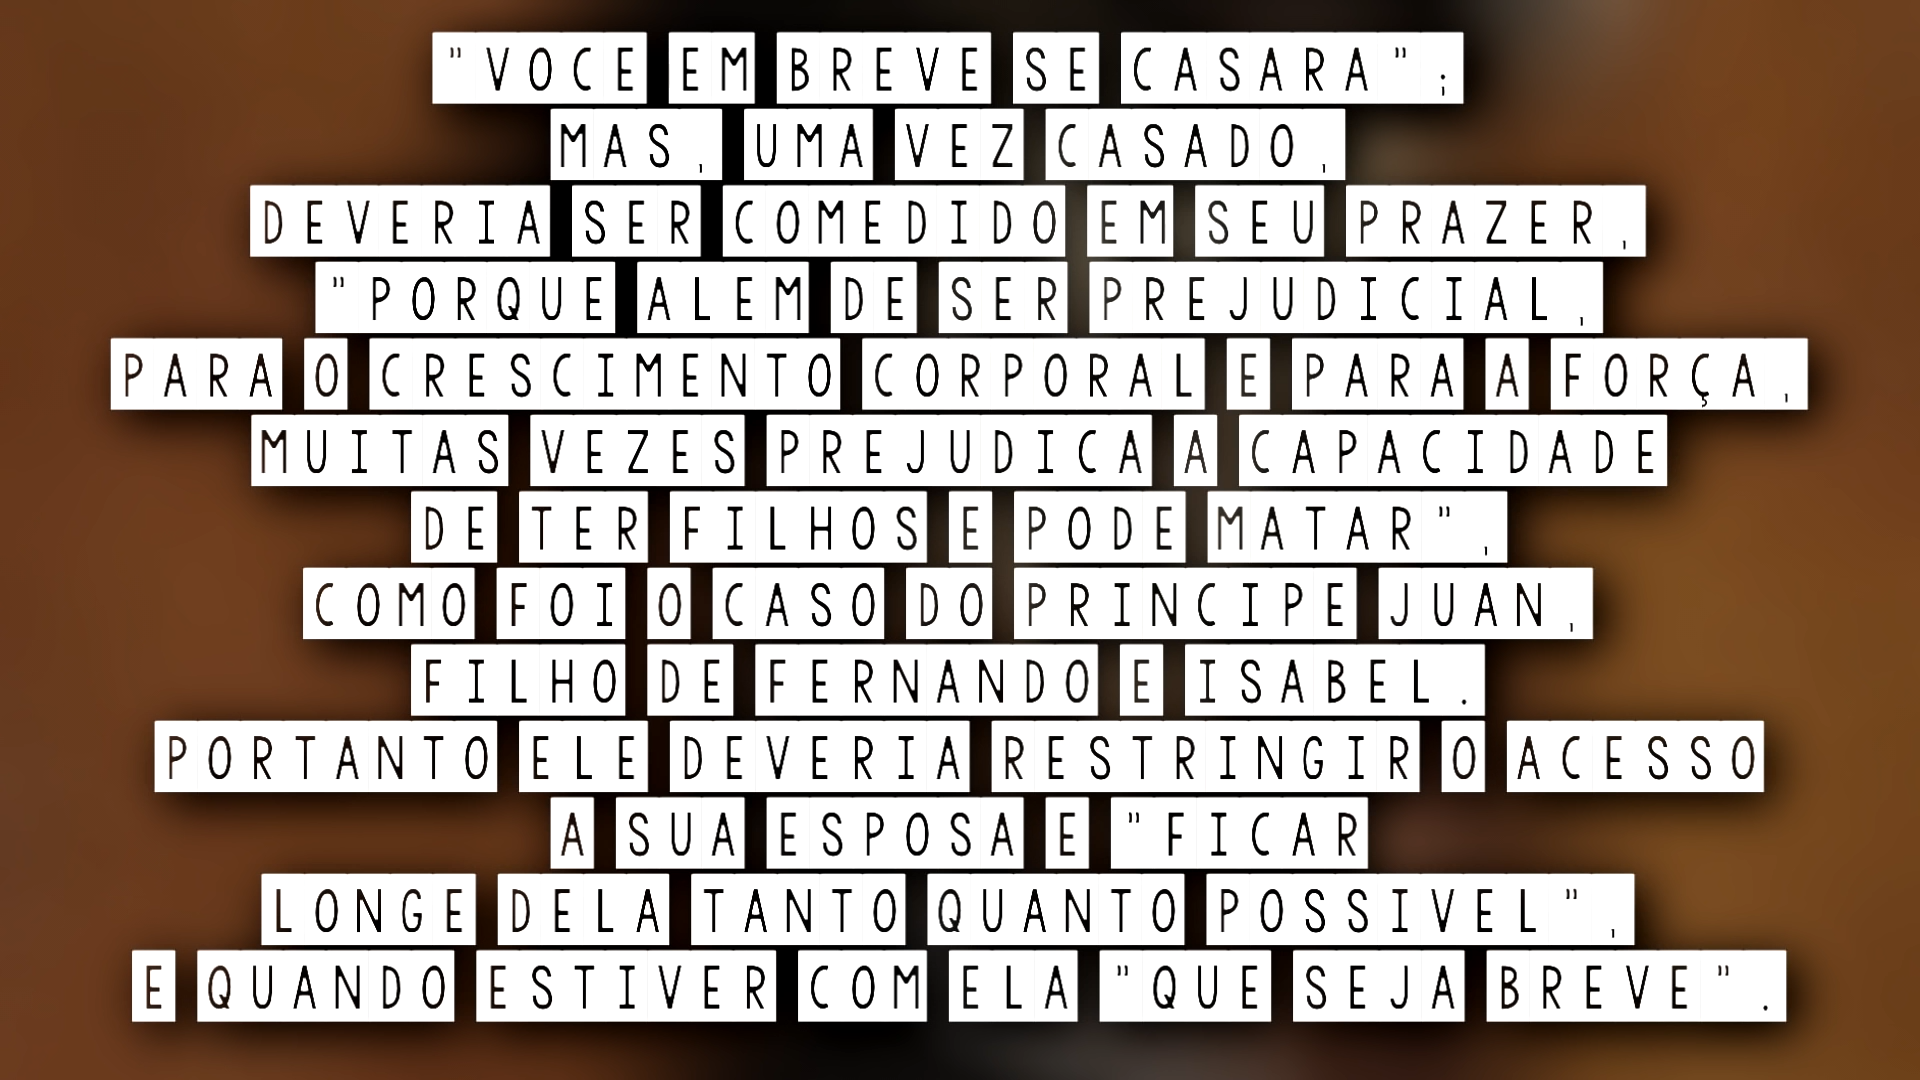 "VOCE EM BREVE SE CASARA";
MAS, UMA VEZ CASADO,
DEVERIA SER COMEDIDO EM SEU PRAZER,
"PORQUE ALEM DE SER PREJUDICIAL,
PARA O CRESCIMENTO CORPORAL E PARA A FORÇA,
MUITAS VEZES PREJUDICA A CAPACIDADE
DE TER FILHOS E PODE MATAR",
COMO FOI O CASO DO PRINCIPE JUAN,
FILHO DE FERNANDO E ISABEL.
PORTANTO ELE DEVERIA RESTRINGIR O ACESSO
A SUA ESPOSA E "FICAR
LONGE DELA TANTO QUANTO POSSIVEL",
E QUANDO ESTIVER COM ELA "QUE SEJA BREVE".